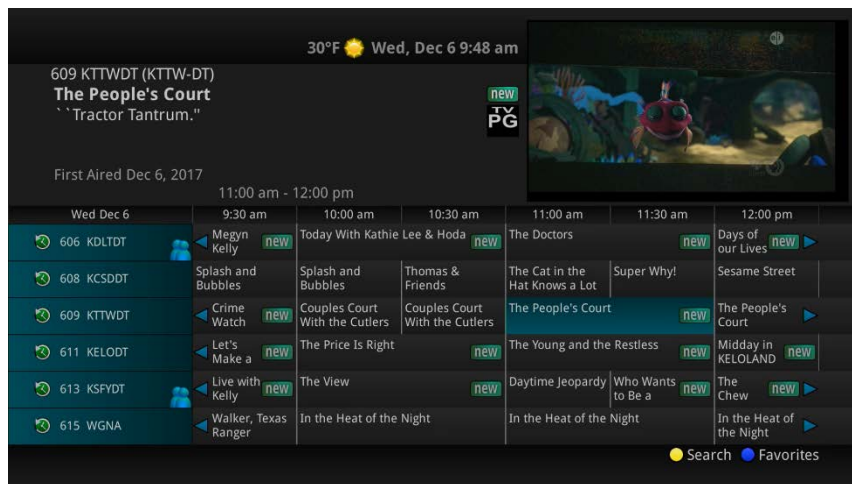 30°F Wed, Dec 6 9:48 am
609 KTTWDT (KTTW-DT)
The People's Court
new
``Tractor Tantrum."
TV
PG
First Aired Dec 6, 2017
11:00 am - 12:00 pm
Wed Dec 6 9:30 am 10:00 am 10:30 am 11:00 am 11:30 am 12:00 pm
606 KDLTDT Megyn Kelly new Today With Kathie Lee & Hoda new The Doctors new Days of our Lives new
608 KCSDDT Splash and Bubbles Splash and Bubbles Thomas & Friends The Cat in the Hat Knows a Lot Super Why! Sesame Street
609 KTTWDT Crime Watch new Couples Court With the Cutlers Couples Court With the Cutlers The People's Court new The People's Court
611 KELODT Let's Make a new The Price Is Right new The Young and the Restless new Midday in KELOLAND new
613 KSFYDT Live with Kelly new The View new Daytime Jeopardy Who Wants to Be a new The Chew new
615 WGNA Walker, Texas Ranger In the Heat of the Night In the Heat of the Night In the Heat of the Night
Search Favorites